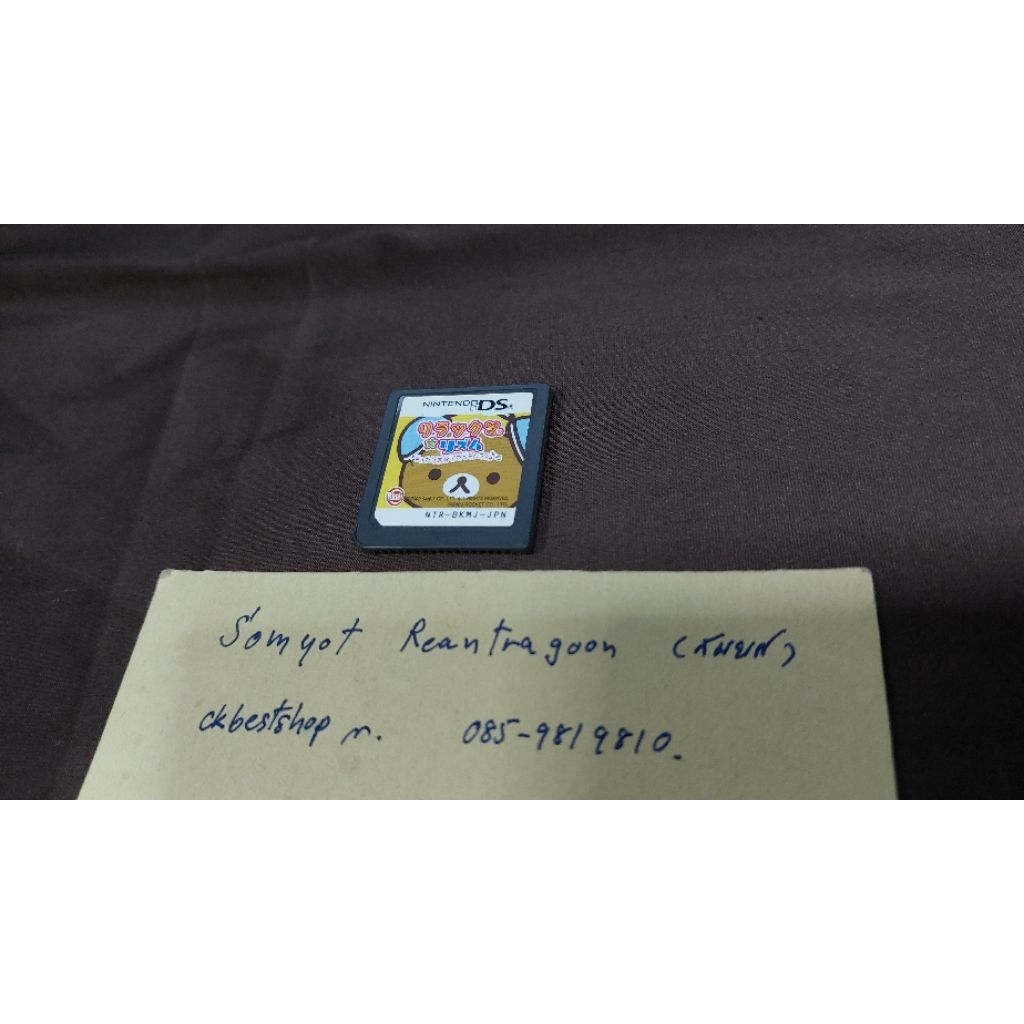 NINTENDO DS
リラックマ
リズム
NTR-BKMJ-JPN
Somyot Reantragoon (สมยศ)
ckbestshop m. 085-9819810.